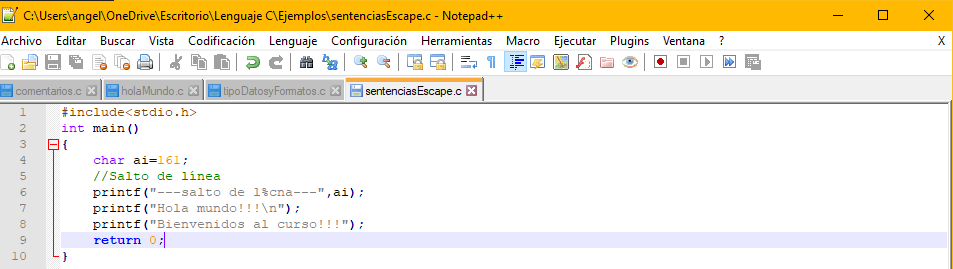 C:\Users\angel\OneDrive\Escritorio\Lenguaje C\Ejemplos\sentenciasEscape.c - Notepad++
Archivo Editar Buscar Vista Codificación Lenguaje Configuración Herramientas Macro Ejecutar Plugins Ventana ? X
comentarios.c holaMundo.c tipoDatosyFormatos.c sentenciasEscape.c
1 #include<stdio.h>
2 int main()
3 {
4 char ai=161;
5 //Salto de línea
6 printf("---salto de l%cna---",ai);
7 printf("Hola mundo!!!\n");
8 printf("Bienvenidos al curso!!!");
9 return 0;
10 }